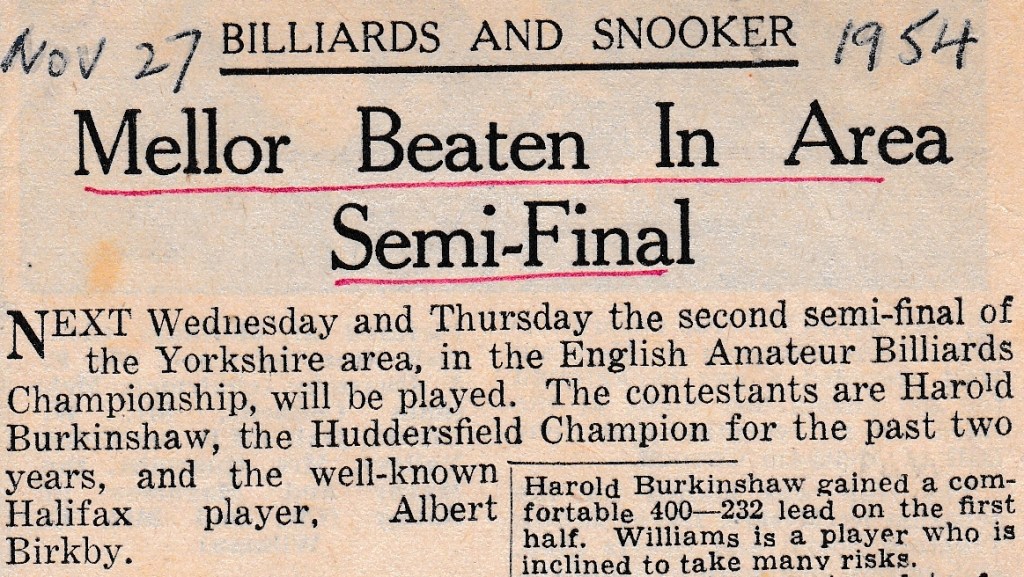 Nov 27 BILLIARDS AND SNOOKER 1954
Mellor Beaten In Area
Semi-Final
NEXT Wednesday and Thursday the second semi-final of
the Yorkshire area, in the English Amateur Billiards
Championship, will be played. The contestants are Harold
Burkinshaw, the Huddersfield Champion for the past two
years, and the well-known
Halifax player, Albert
Birkby.
Harold Burkinshaw gained a com-
fortable 400—232 lead on the first
half. Williams is a player who is
inclined to take many risks.